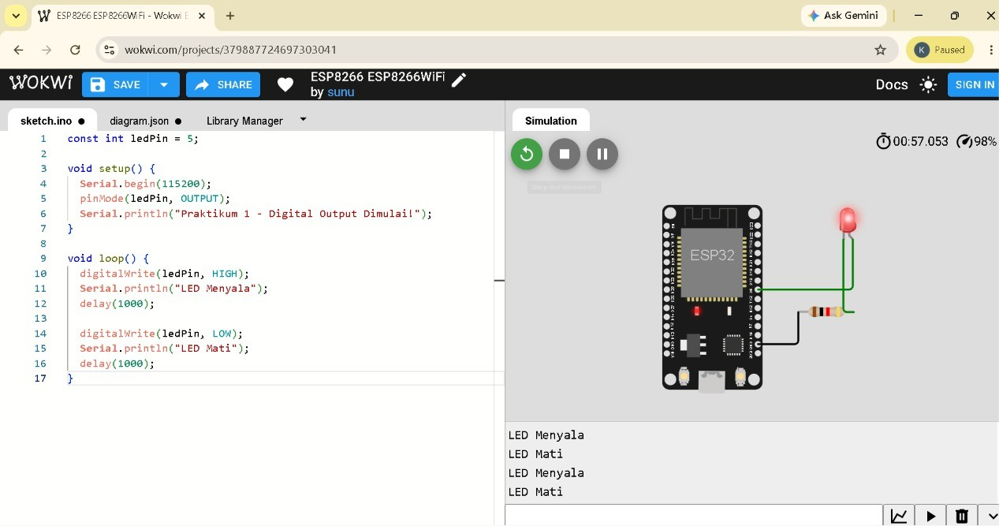 ESP8266 ESP8266WiFi - Wokwi E
Ask Gemini
wokwi.com/projects/379887724697303041
K Paused
WOKWI
SAVE
SHARE
ESP8266 ESP8266WiFi
by sunu
Docs
SIGN IN
sketch.ino
diagram.json
Library Manager
1 const int ledPin = 5;
2
3 void setup() {
4 Serial.begin(115200);
5 pinMode(ledPin, OUTPUT);
6 Serial.println("Praktikum 1 - Digital Output Dimulai!");
7 }
8
9 void loop() {
10 digitalWrite(ledPin, HIGH);
11 Serial.println("LED Menyala");
12 delay(1000);
13
14 digitalWrite(ledPin, LOW);
15 Serial.println("LED Mati");
16 delay(1000);
17 }
Simulation
00:57.053 98%
ESP32
LED Menyala
LED Mati
LED Menyala
LED Mati